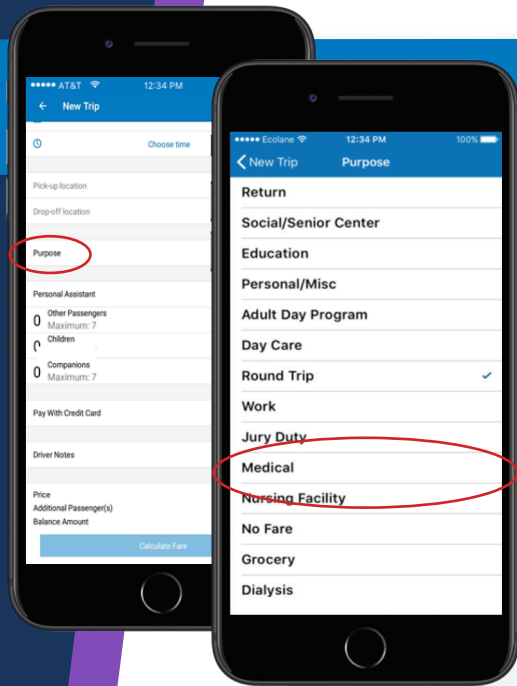 AT&T 12:34 PM
New Trip
Choose time
Pick-up location
Drop-off location
Purpose
Personal Assistant
0 Other Passengers
Maximum: 7
Children
0 Companions
Maximum: 7
Pay With Credit Card
Driver Notes
Price
Additional Passenger(s)
Balance Amount
Calculate Fare
Ecolane 12:34 PM 100%
New Trip Purpose
Return
Social/Senior Center
Education
Personal/Misc
Adult Day Program
Day Care
Round Trip
Work
Jury Duty
Medical
Nursing Facility
No Fare
Grocery
Dialysis